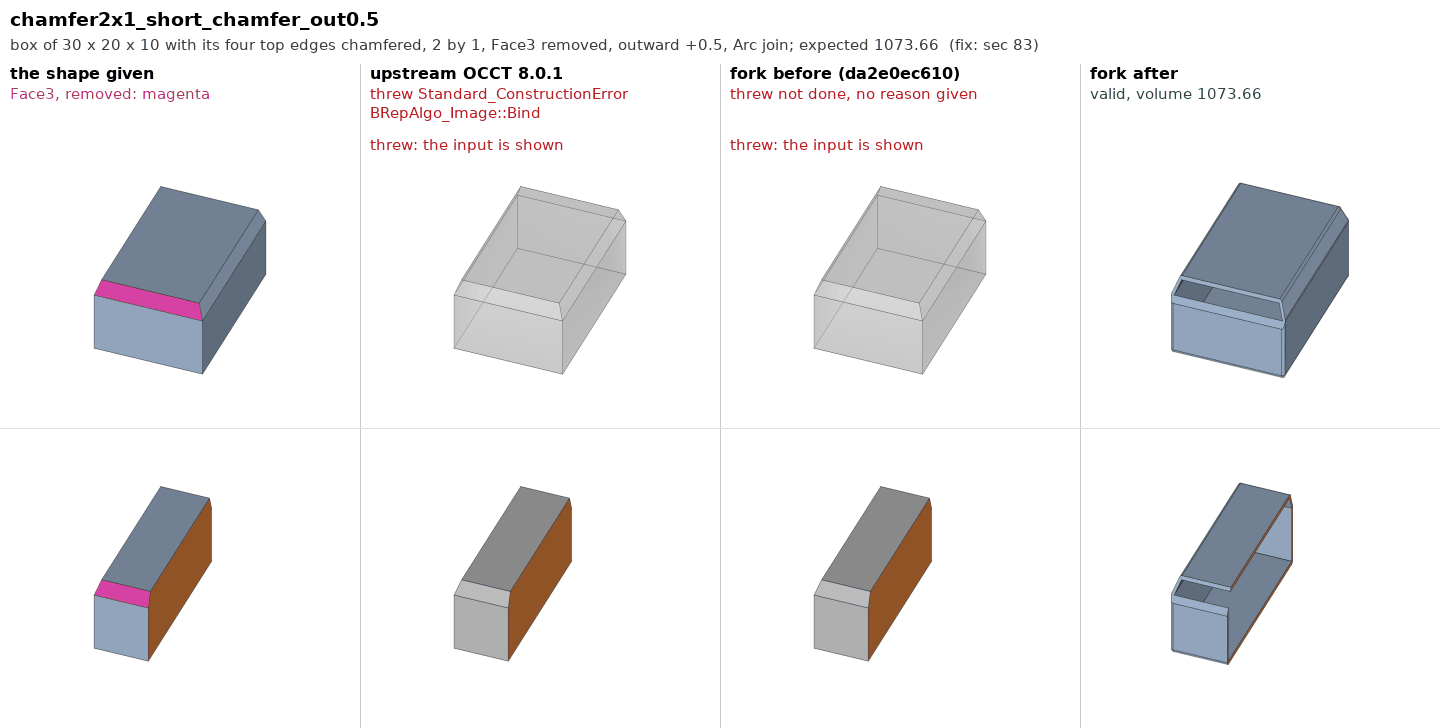 chamfer2x1_short_chamfer_out0.5
box of 30 x 20 x 10 with its four top edges chamfered, 2 by 1, Face3 removed, outward +0.5, Arc join; expected 1073.66  (fix: sec 83)
the shape given
Face3, removed: magenta
upstream OCCT 8.0.1
threw Standard_ConstructionError
BRepAlgo_Image::Bind
threw: the input is shown
fork before (da2e0ec610)
threw not done, no reason given
threw: the input is shown
fork after
valid, volume 1073.66